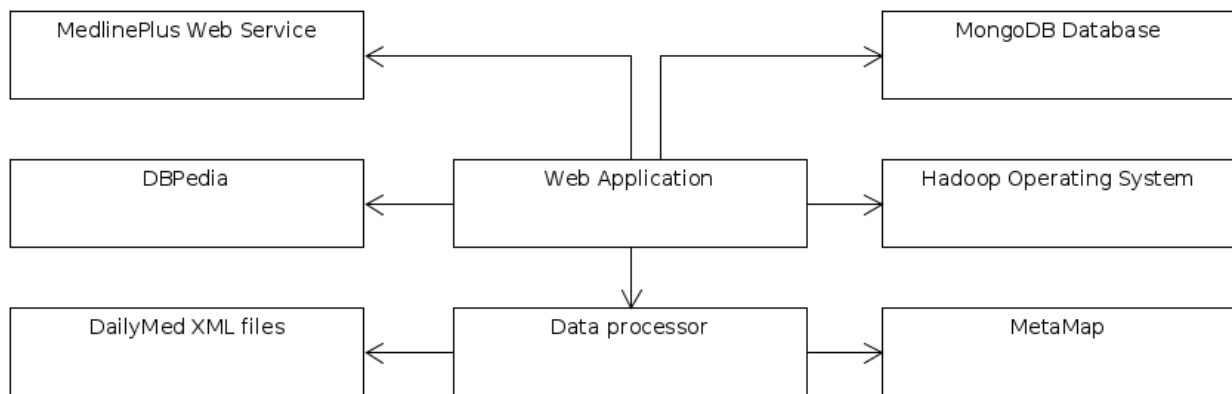 MedlinePlus Web Service
MongoDB Database
DBPedia
Web Application
Hadoop Operating System
DailyMed XML files
Data processor
MetaMap